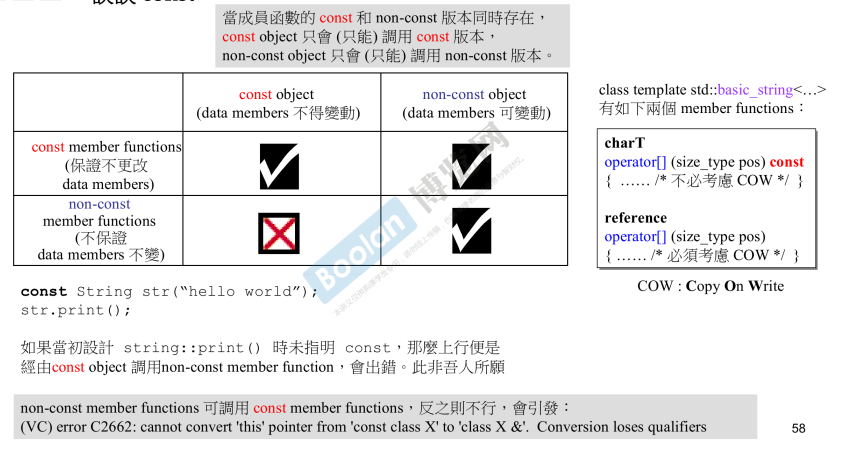 const
當成員函數的 const 和 non-const 版本同時存在，
const object 只會 (只能) 調用 const 版本，
non-const object 只會 (只能) 調用 non-const 版本。
const object
(data members 不得變動)
non-const object
(data members 可變動)
const member functions
(保證不更改
data members)
non-const
member functions
(不保證
data members 不變)
class template std::basic_string<…>
有如下兩個 member functions：
charT
operator[] (size_type pos) const
{ …… /* 不必考慮 COW */ }
reference
operator[] (size_type pos)
{ …… /* 必須考慮 COW */ }
COW : Copy On Write
Boolan 博览网
const String str(“hello world”);
str.print();
如果當初設計 string::print() 時未指明 const，那麼上行便是
經由const object 調用non-const member function，會出錯。此非吾人所願
non-const member functions 可調用 const member functions，反之則不行，會引發：
(VC) error C2662: cannot convert 'this' pointer from 'const class X' to 'class X &'. Conversion loses qualifiers
58